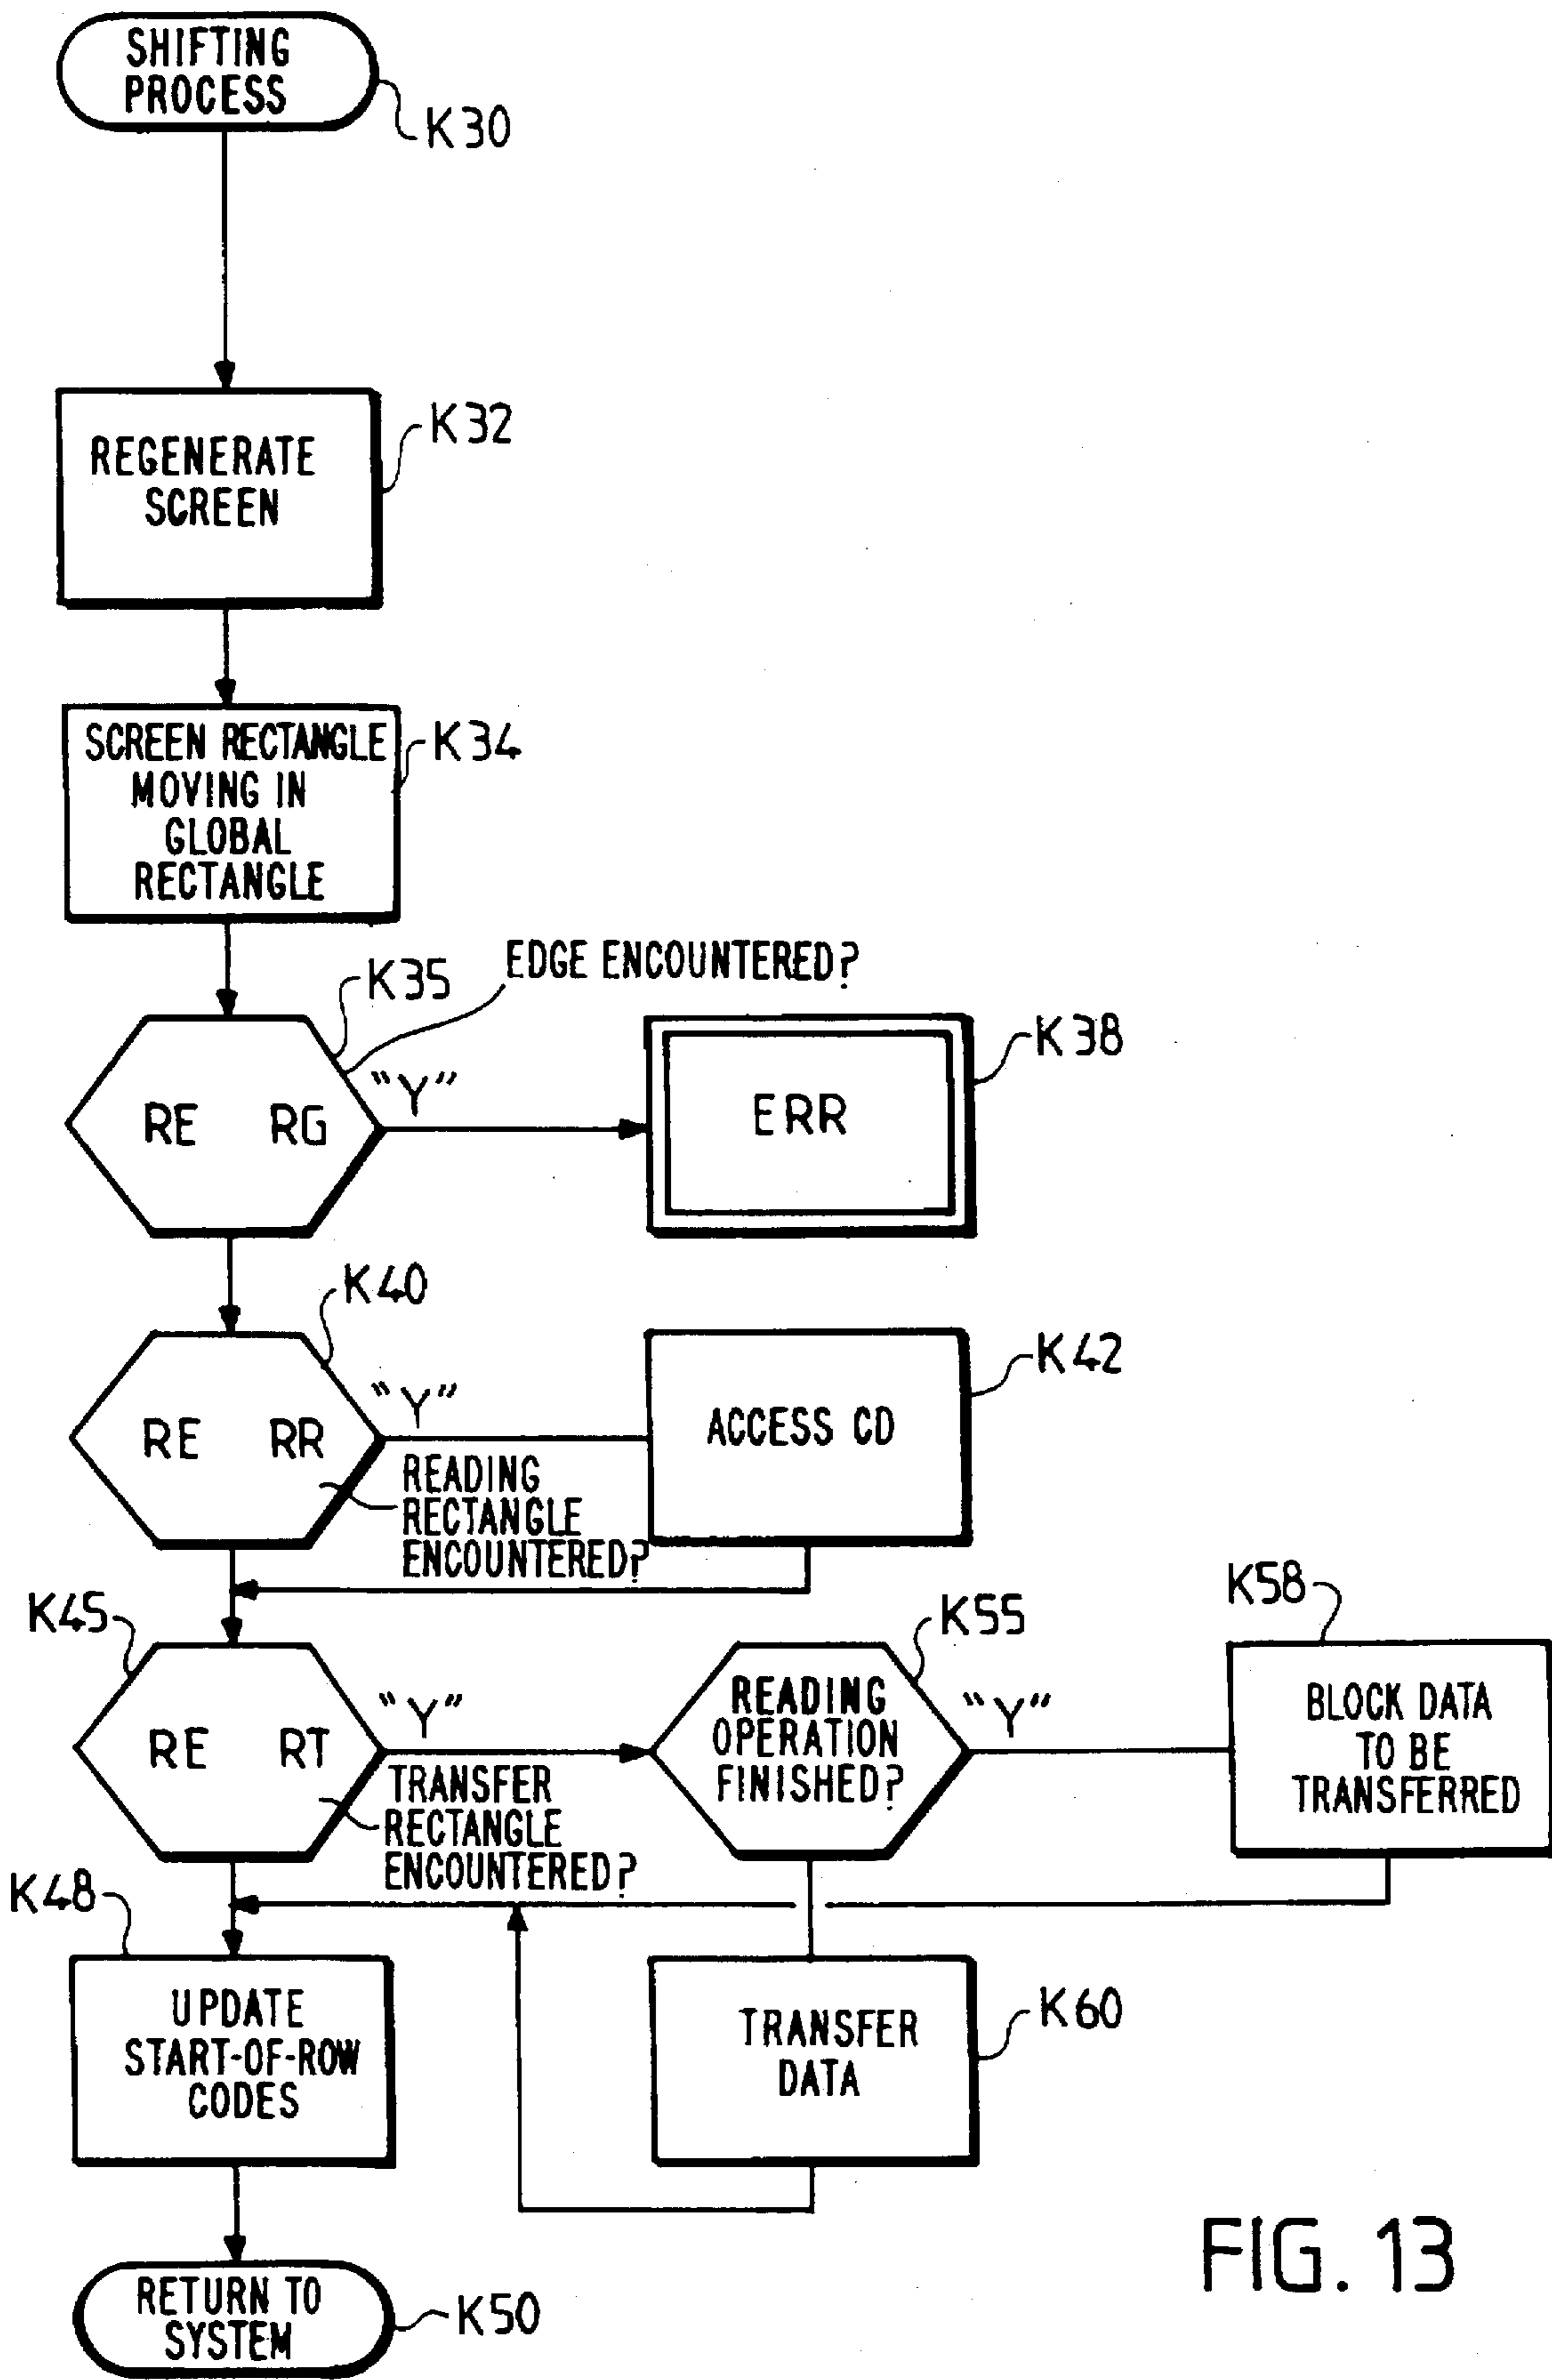 SHIFTING
PROCESS
K30
REGENERATE
SCREEN
K32
SCREEN RECTANGLE
MOVING IN
GLOBAL
RECTANGLE
K34
K35
EDGE ENCOUNTERED?
RE RG
"Y"
ERR
K38
K40
RE RR
"Y"
READING
RECTANGLE
ENCOUNTERED?
ACCESS CD
K42
K45
RE RT
"Y"
TRANSFER
RECTANGLE
ENCOUNTERED?
READING
OPERATION
FINISHED?
K55
"Y"
BLOCK DATA
TO BE
TRANSFERRED
K58
K48
UPDATE
START-OF-ROW
CODES
TRANSFER
DATA
K60
RETURN TO
SYSTEM
K50
FIG. 13